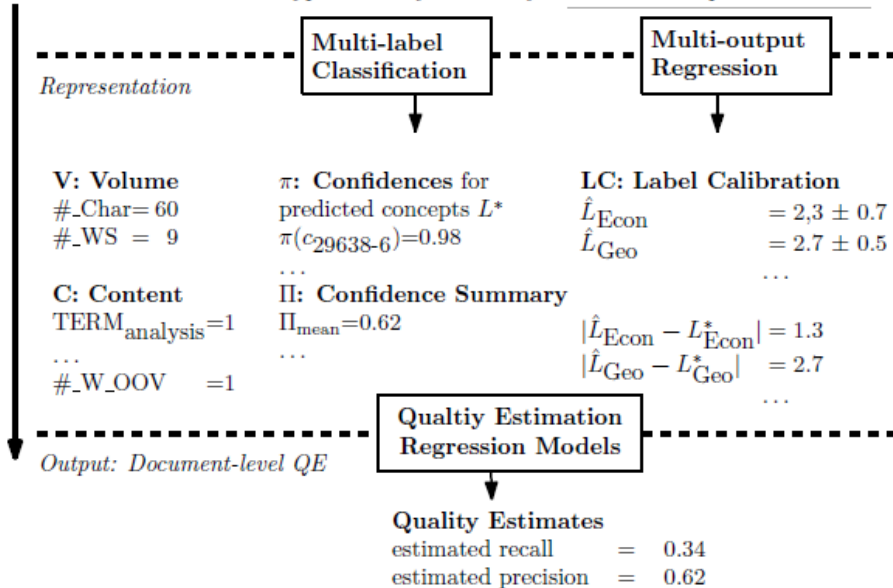 Multi-label
Classification
Multi-output
Regression
Representation
V: Volume
#_Char= 60
#_WS = 9
C: Content
TERM_analysis=1
...
#_W_OOV =1
π: Confidences for
predicted concepts L*
π(c_29638-6)=0.98
...
Π: Confidence Summary
Π_mean=0.62
...
LC: Label Calibration
L̂_Econ = 2,3 ± 0.7
L̂_Geo = 2.7 ± 0.5
...
|L̂_Econ − L*_Econ| = 1.3
|L̂_Geo − L*_Geo| = 2.7
...
Qualtiy Estimation
Regression Models
Output: Document-level QE
Quality Estimates
estimated recall = 0.34
estimated precision = 0.62